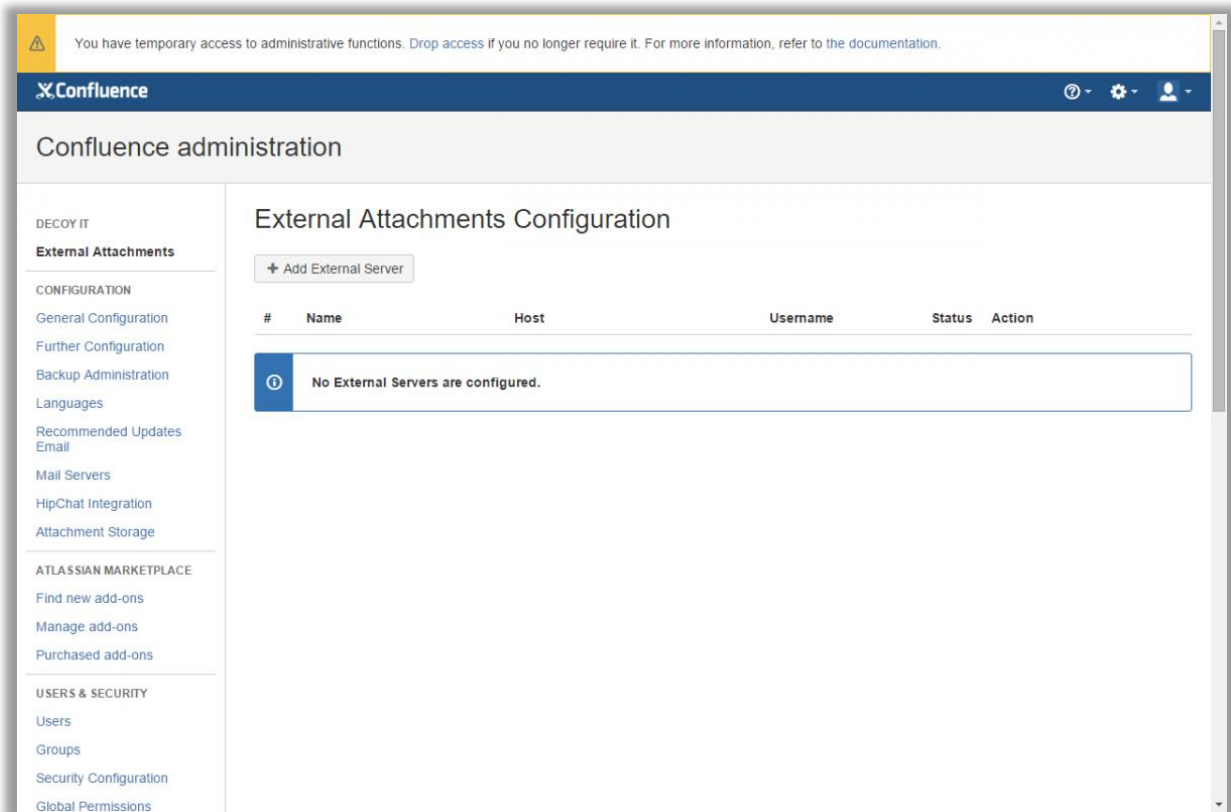 You have temporary access to administrative functions. Drop access if you no longer require it. For more information, refer to the documentation.
Confluence
Confluence administration
DECOY IT
External Attachments
CONFIGURATION
General Configuration
Further Configuration
Backup Administration
Languages
Recommended Updates
Email
Mail Servers
HipChat Integration
Attachment Storage
ATLASSIAN MARKETPLACE
Find new add-ons
Manage add-ons
Purchased add-ons
USERS & SECURITY
Users
Groups
Security Configuration
Global Permissions
External Attachments Configuration
+ Add External Server
# Name Host Username Status Action
No External Servers are configured.